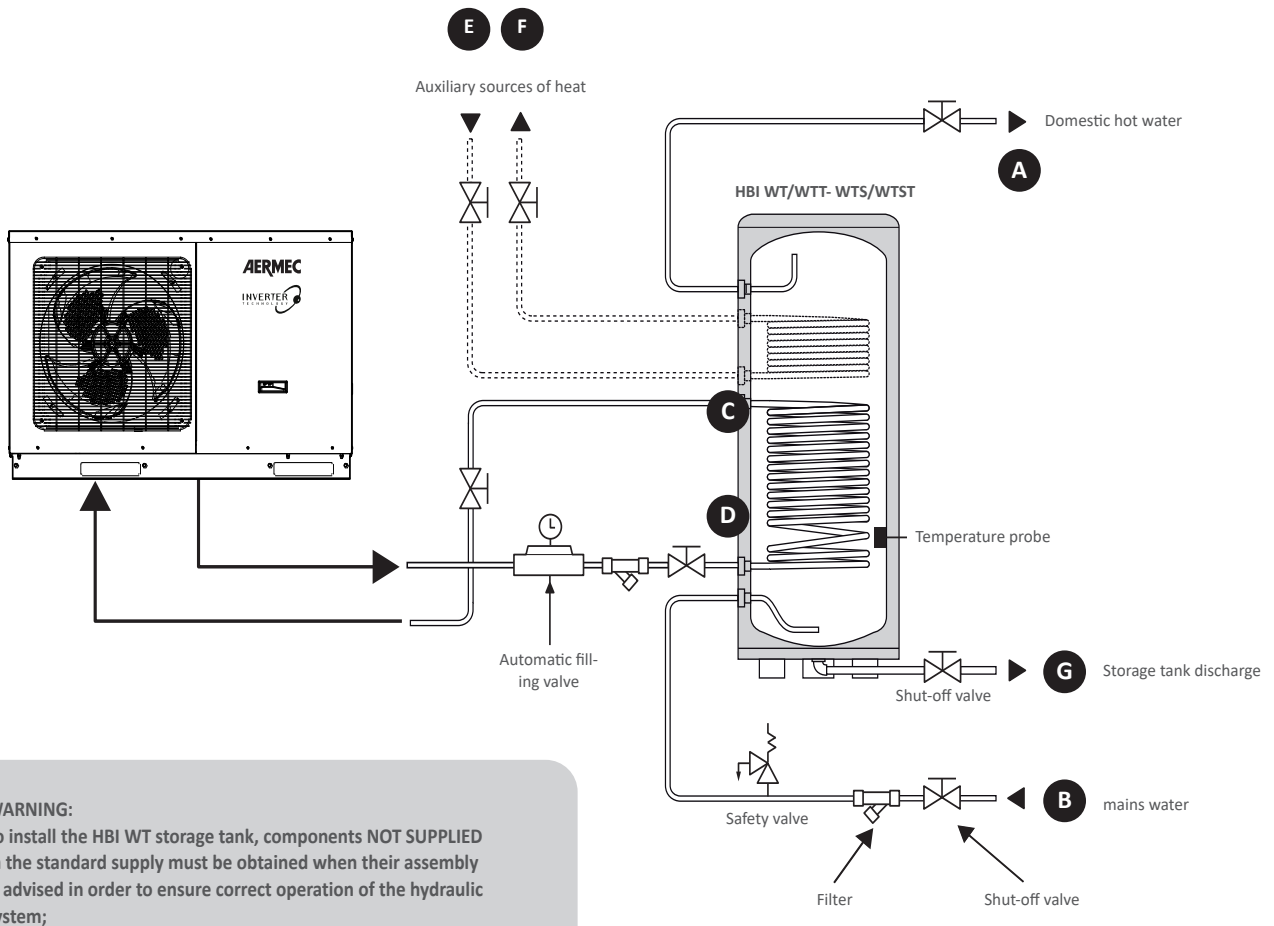 E F
Auxiliary sources of heat
Domestic hot water
A
HBI WT/WTT- WTS/WTST
AERMEC
INVERTER
TECHNOLOGY
C
D
Temperature probe
Automatic fill-
ing valve
G Storage tank discharge
Shut-off valve
Safety valve
B mains water
Filter
Shut-off valve
WARNING:
o install the HBI WT storage tank, components NOT SUPPLIED
the standard supply must be obtained when their assembly
advised in order to ensure correct operation of the hydraulic
ystem;